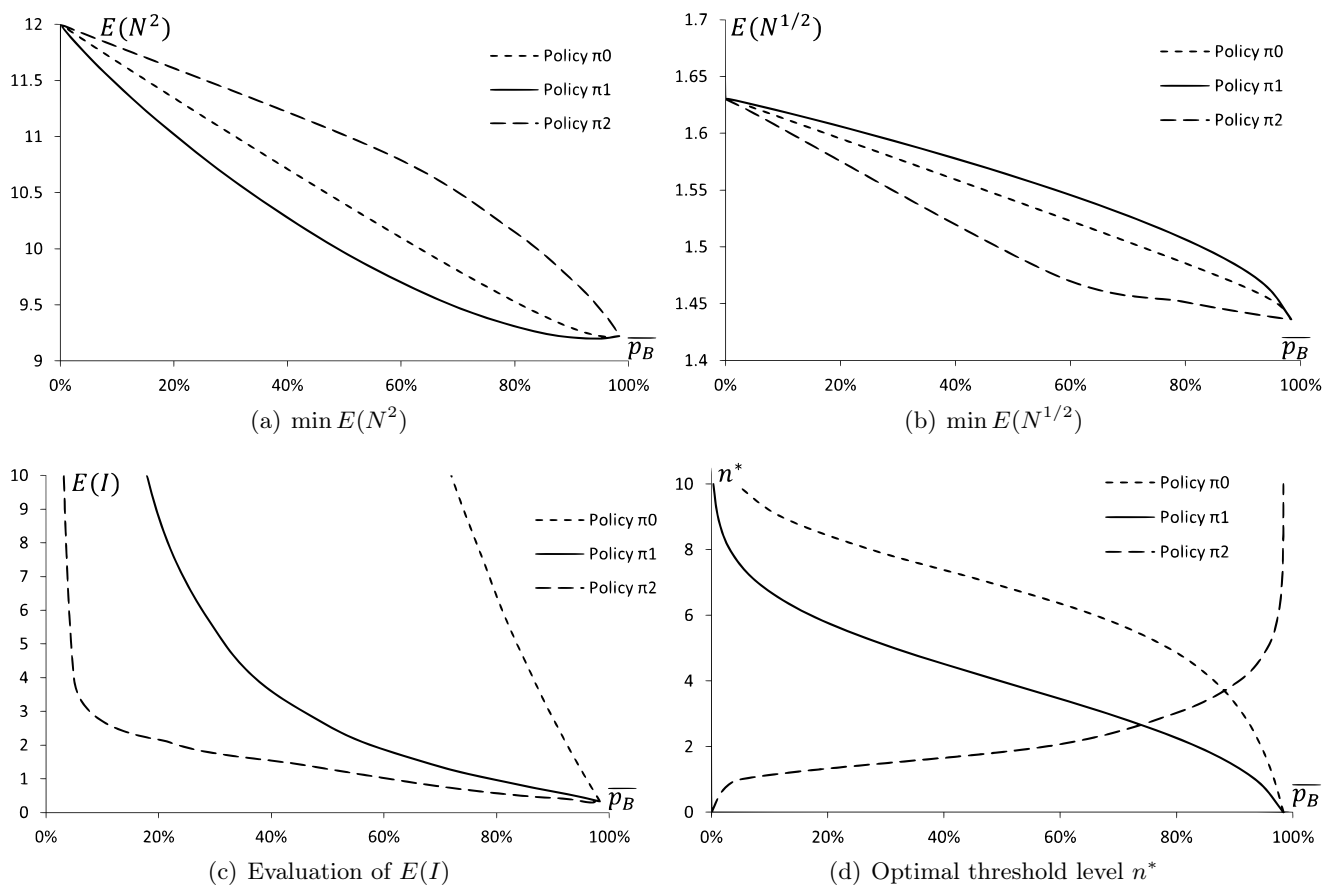 E(N²)
12
11.5
11
10.5
10
9.5
9
0% 20% 40% 60% 80% 100%
Policy π0
Policy π1
Policy π2
$\overline{p_B}$
(a) min E(N²)
E(N^{1/2})
1.7
1.65
1.6
1.55
1.5
1.45
1.4
0% 20% 40% 60% 80% 100%
Policy π0
Policy π1
Policy π2
$\overline{p_B}$
(b) min E(N^{1/2})
E(I)
10
9
8
7
6
5
4
3
2
1
0
0% 20% 40% 60% 80% 100%
Policy π0
Policy π1
Policy π2
$\overline{p_B}$
(c) Evaluation of E(I)
n*
10
8
6
4
2
0
0% 20% 40% 60% 80% 100%
Policy π0
Policy π1
Policy π2
$\overline{p_B}$
(d) Optimal threshold level n*